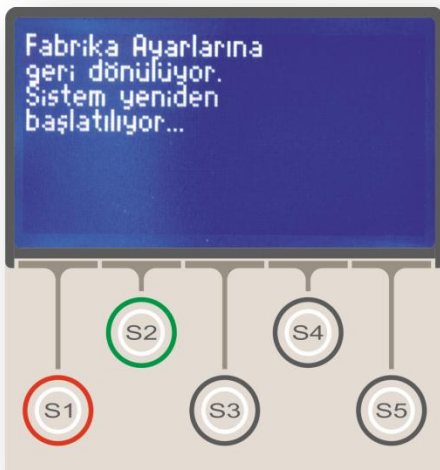 Fabrika Ayarlarına
geri dönülüyor.
Sistem yeniden
başlatılıyor...
S2
S4
S1
S3
S5